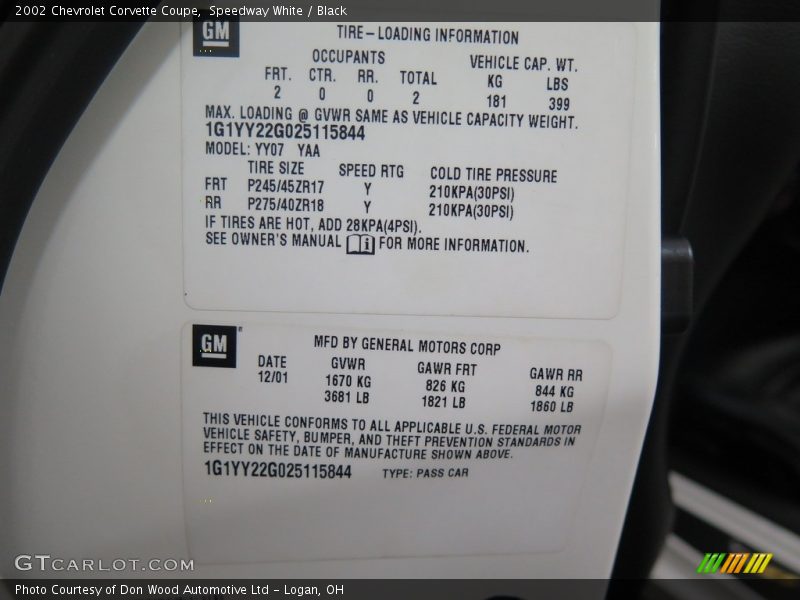 2002 Chevrolet Corvette Coupe, Speedway White / Black
GM
TIRE-LOADING INFORMATION
OCCUPANTS VEHICLE CAP. WT.
FRT. CTR. RR. TOTAL KG LBS
2 0 0 2 181 399
MAX. LOADING @ GVWR SAME AS VEHICLE CAPACITY WEIGHT.
1G1YY22G025115844
MODEL: YY07 YAA
TIRE SIZE SPEED RTG COLD TIRE PRESSURE
FRT P245/45ZR17 Y 210KPA(30PSI)
RR P275/40ZR18 Y 210KPA(30PSI)
IF TIRES ARE HOT, ADD 28KPA(4PSI).
SEE OWNER'S MANUAL i FOR MORE INFORMATION.
GM®
MFD BY GENERAL MOTORS CORP
DATE GVWR GAWR FRT GAWR RR
12/01 1670 KG 826 KG 844 KG
3681 LB 1821 LB 1860 LB
THIS VEHICLE CONFORMS TO ALL APPLICABLE U.S. FEDERAL MOTOR
VEHICLE SAFETY, BUMPER, AND THEFT PREVENTION STANDARDS IN
EFFECT ON THE DATE OF MANUFACTURE SHOWN ABOVE.
1G1YY22G025115844 TYPE: PASS CAR
GTCARLOT.COM
Photo Courtesy of Don Wood Automotive Ltd - Logan, OH